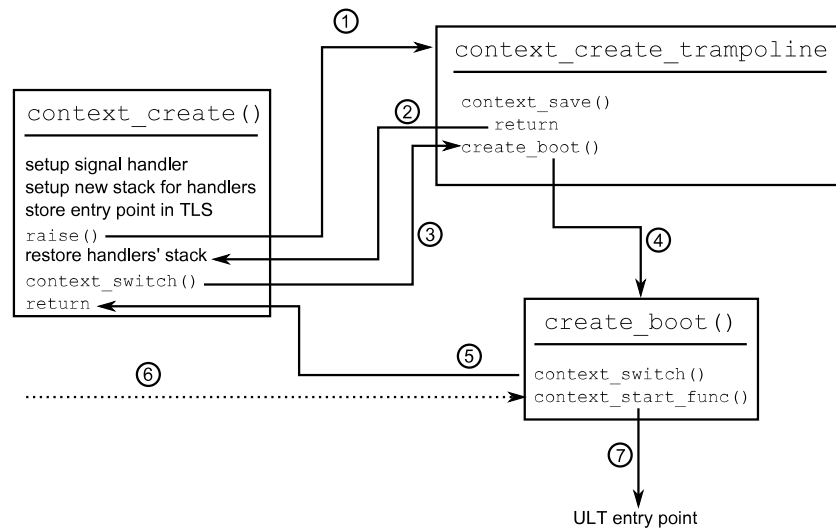 ①
context_create_trampoline
context_save()
return
create_boot()
②
context_create()
setup signal handler
setup new stack for handlers
store entry point in TLS
raise()
restore handlers' stack
context_switch()
return
③
④
create_boot()
context_switch()
context_start_func()
⑤
⑥
⑦
ULT entry point